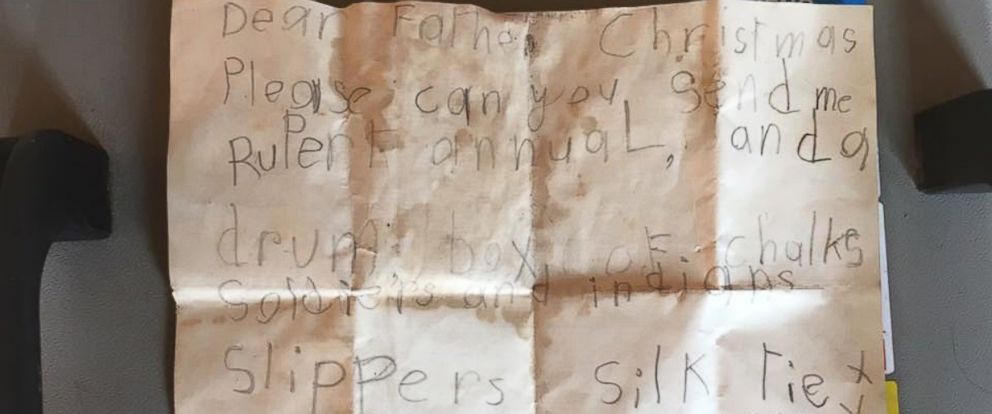 Dear Father Christmas
Please can you send me
RuPert annuaL, and a
drum box of chalks
Soldiers and indians
SlipPers Silk Tie x